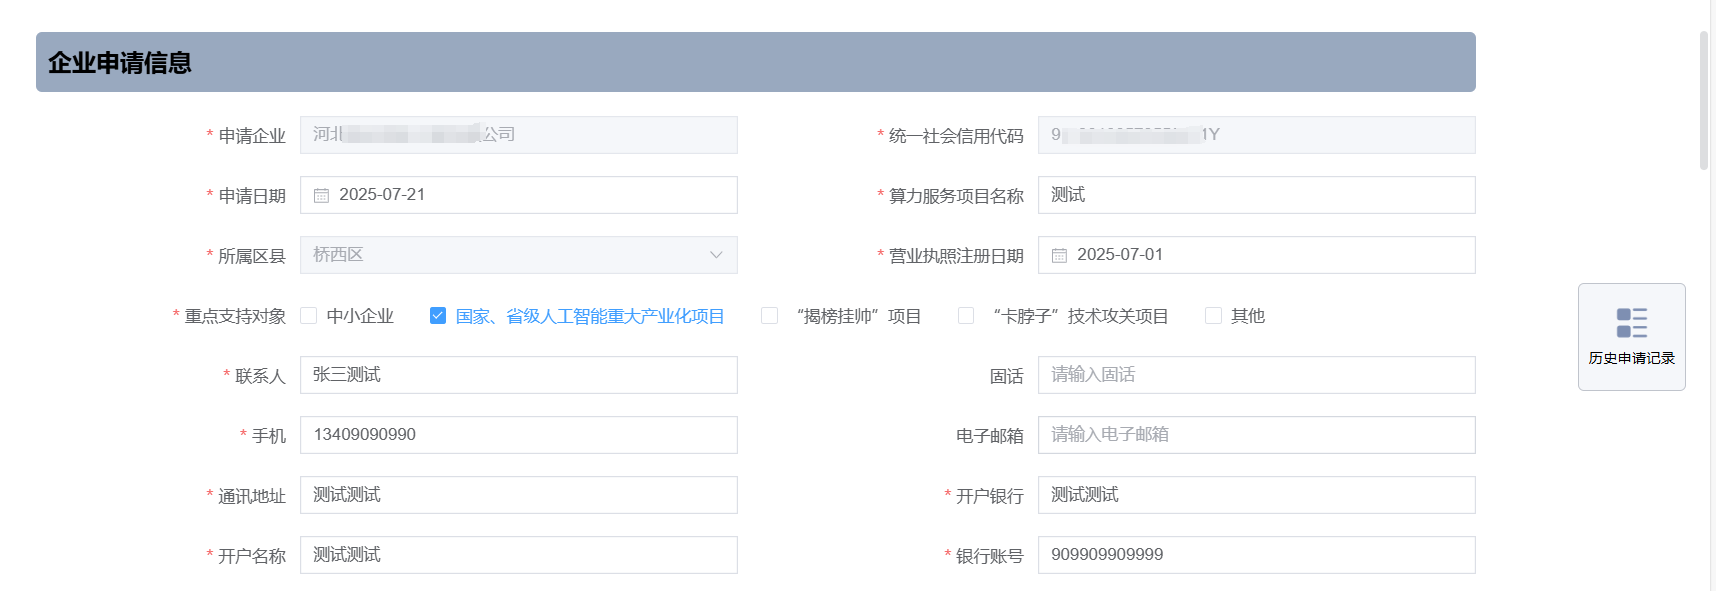 企业申请信息
* 申请企业 河北 公司 * 统一社会信用代码 9 1Y
* 申请日期 2025-07-21 * 算力服务项目名称 测试
* 所属区县 桥西区 * 营业执照注册日期 2025-07-01
* 重点支持对象 中小企业 国家、省级人工智能重大产业化项目 “揭榜挂帅”项目 “卡脖子”技术攻关项目 其他
历史申请记录
* 联系人 张三测试 固话 请输入固话
* 手机 13409090990 电子邮箱 请输入电子邮箱
* 通讯地址 测试测试 * 开户银行 测试测试
* 开户名称 测试测试 * 银行账号 909909909999